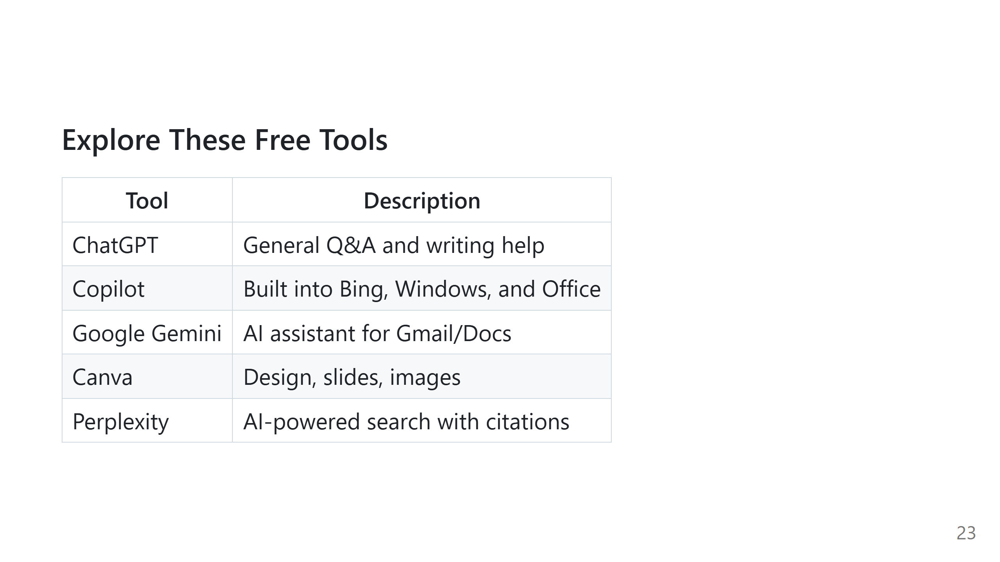 Explore These Free Tools
Tool Description
ChatGPT General Q&A and writing help
Copilot Built into Bing, Windows, and Office
Google Gemini AI assistant for Gmail/Docs
Canva Design, slides, images
Perplexity AI-powered search with citations
23